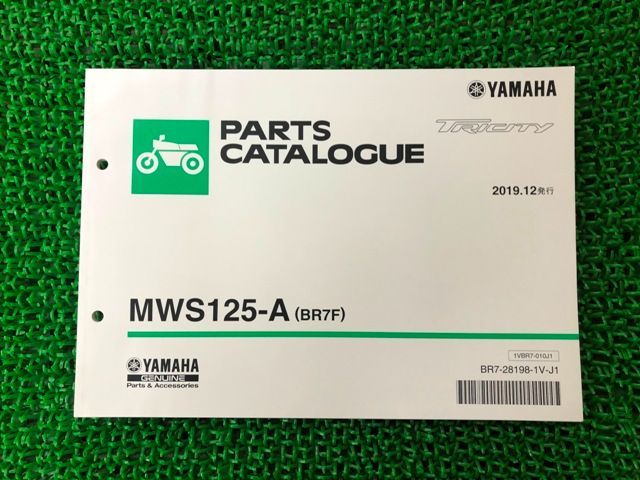 YAMAHA
PARTS
CATALOGUE
TRICITY
2019.12発行
MWS125-A (BR7F)
YAMAHA
GENUINE
Parts & Accessories
1VBR7-010J1
BR7-28198-1V-J1